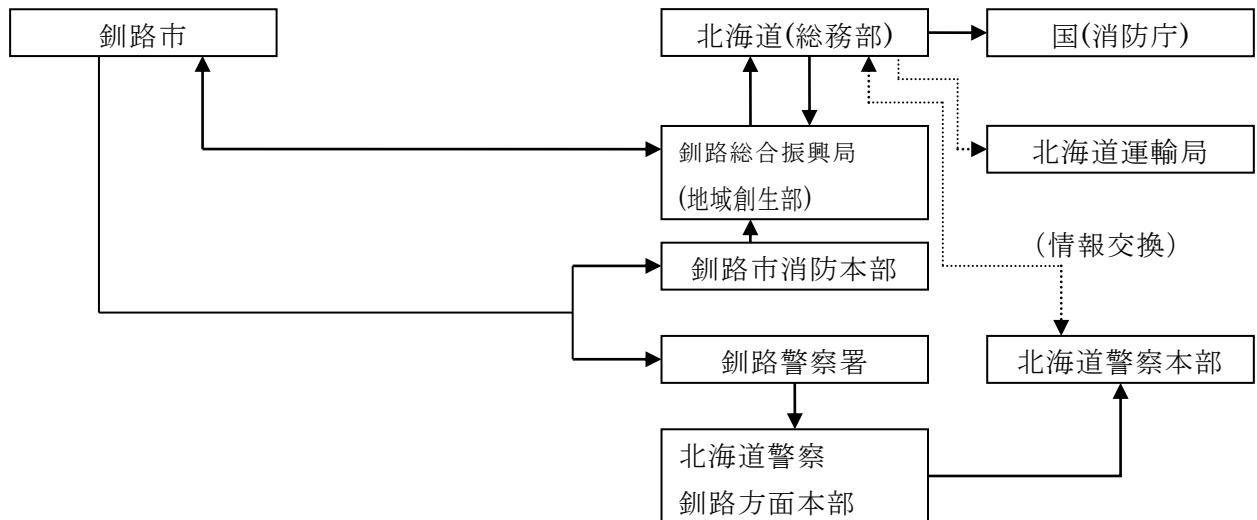 釧路市
北海道(総務部)
国(消防庁)
釧路総合振興局
(地域創生部)
北海道運輸局
(情報交換)
釧路市消防本部
釧路警察署
北海道警察本部
北海道警察
釧路方面本部